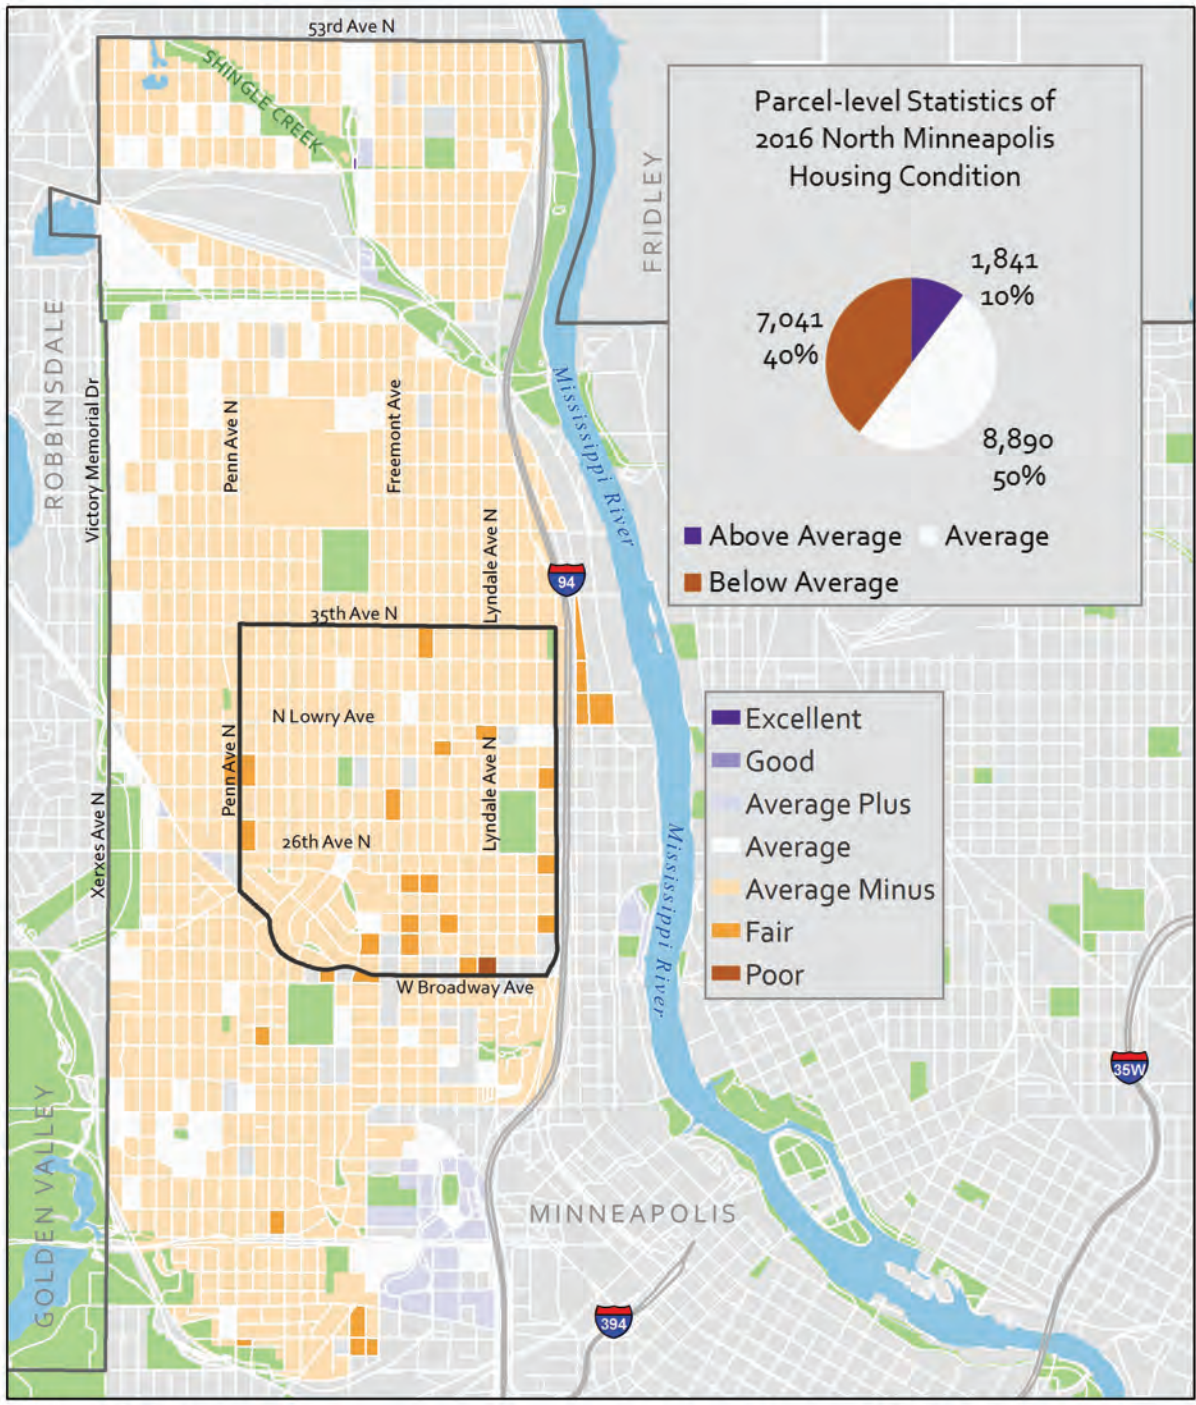 53rd Ave N
SHINGLE CREEK
FRIDLEY
Parcel-level Statistics of
2016 North Minneapolis
Housing Condition
1,841
10%
7,041
40%
8,890
50%
Above Average
Average
Below Average
ROBBINSDALE
Victory Memorial Dr
Penn Ave N
Freemont Ave
Lyndale Ave N
Mississippi River
94
35th Ave N
N Lowry Ave
Penn Ave N
Lyndale Ave N
26th Ave N
Xerxes Ave N
W Broadway Ave
Mississippi River
Excellent
Good
Average Plus
Average
Average Minus
Fair
Poor
35W
GOLDEN VALLEY
MINNEAPOLIS
394